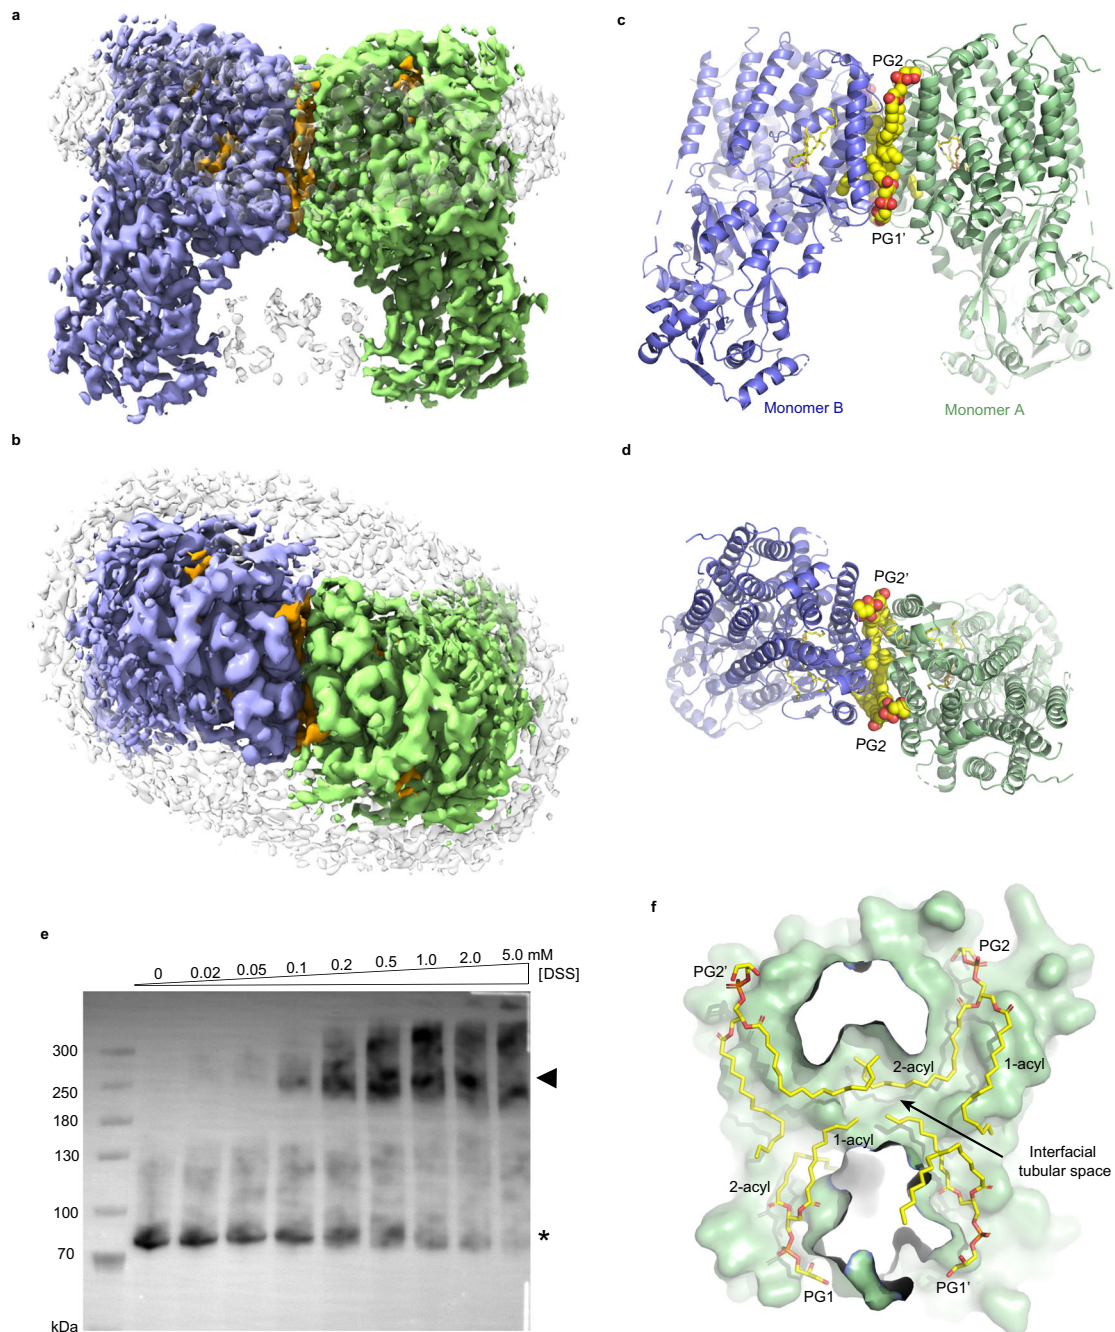 a
c
PG2
PG1’
Monomer B
Monomer A
b
d
PG2’
PG2
e
0 0.02 0.05 0.1 0.2 0.5 1.0 2.0 5.0 mM
[DSS]
300
250
180
130
100
*
70
kDa
f
PG2’
PG2
2-acyl
1-acyl
1-acyl
Interfacial
tubular space
2-acyl
PG1
PG1’